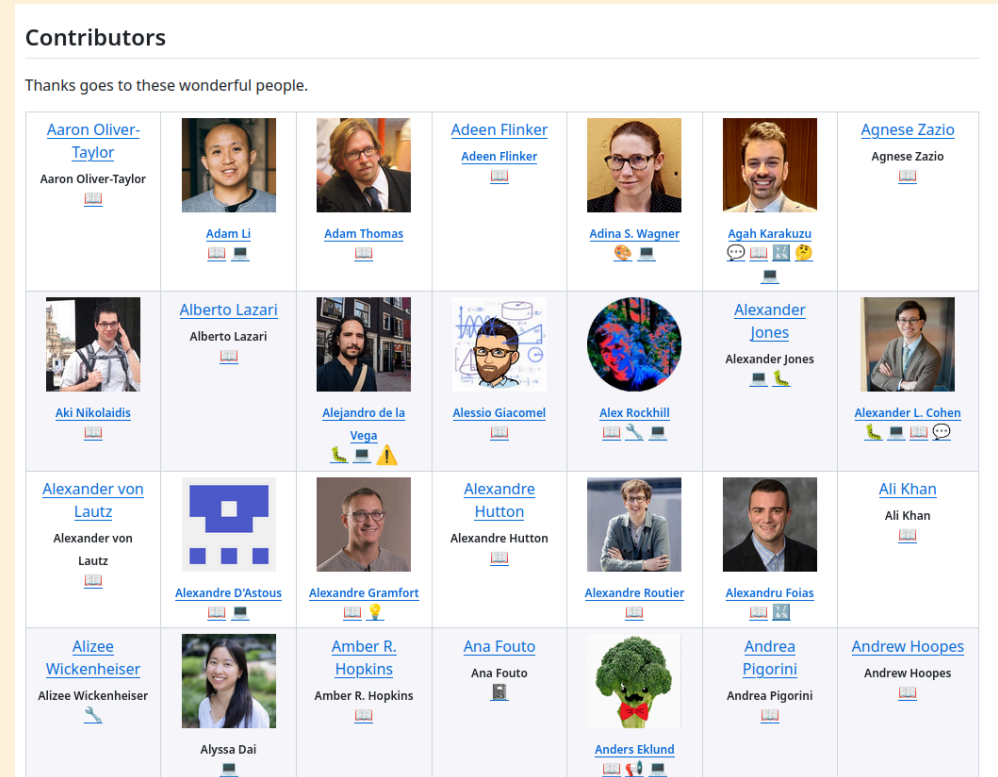 Contributors
Thanks goes to these wonderful people.
Aaron Oliver-
Taylor
Aaron Oliver-Taylor
📖
Adam Li
📖 💻
Adam Thomas
📖
Adeen Flinker
Adeen Flinker
📖
Adina S. Wagner
🎨 💻
Agah Karakuzu
💬 📖 🔣 🤔
💻
Agnese Zazio
Agnese Zazio
📖
Aki Nikolaidis
📖
Alberto Lazari
Alberto Lazari
📖
Alejandro de la
Vega
🐛 💻 ⚠️
Alessio Giacomel
📖
Alex Rockhill
📖 🔧 💻
Alexander
Jones
Alexander Jones
💻 🐛
Alexander L. Cohen
🐛 💻 📖 💬
Alexander von
Lautz
Alexander von
Lautz
📖
Alexandre D'Astous
📖 💻
Alexandre Gramfort
📖 💡
Alexandre
Hutton
Alexandre Hutton
📖
Alexandre Routier
📖
Alexandru Foias
📖 🔣
Ali Khan
Ali Khan
📖
Alizee
Wickenheiser
Alizee Wickenheiser
🔧
Alyssa Dai
💻
Amber R.
Hopkins
Amber R. Hopkins
📖
Ana Fouto
Ana Fouto
📓
Anders Eklund
📖 📢 💻
Andrea
Pigorini
Andrea Pigorini
📖
Andrew Hoopes
Andrew Hoopes
📖